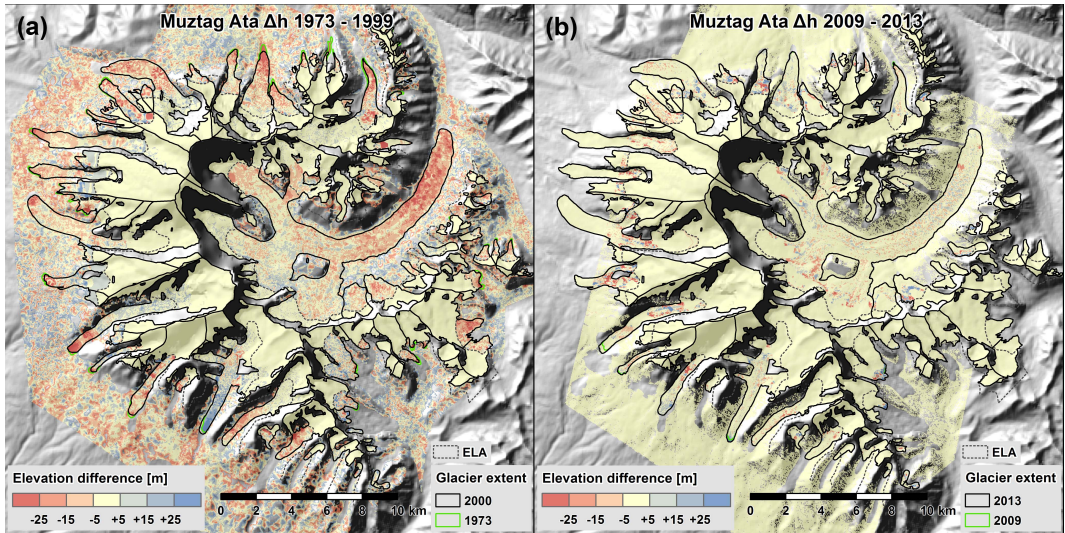 (a)
Muztag Ata Δh 1973 - 1999
ELA
Elevation difference [m]
-25 -15 -5 +5 +15 +25
0 2 4 6 8 10 km
Glacier extent
2000
1973
(b)
Muztag Ata Δh 2009 - 2013
ELA
Elevation difference [m]
-25 -15 -5 +5 +15 +25
0 2 4 6 8 10 km
Glacier extent
2013
2009